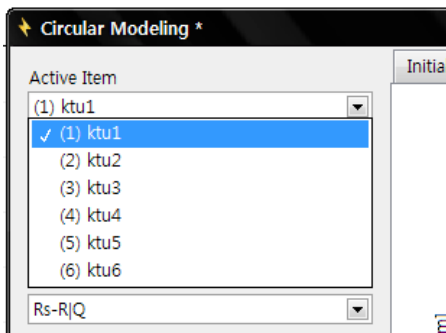 Circular Modeling *
Initia
Active Item
(1) ktu1
✓ (1) ktu1
(2) ktu2
(3) ktu3
(4) ktu4
(5) ktu5
(6) ktu6
Rs-R|Q